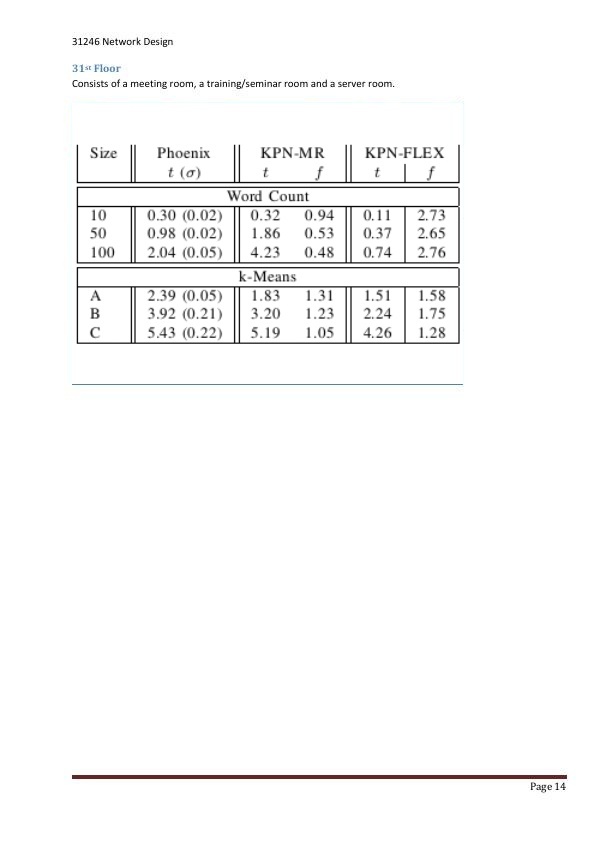 31246 Network Design
31st Floor
Consists of a meeting room, a training/seminar room and a server room.
Size Phoenix KPN-MR KPN-FLEX
t (σ) t f t f
Word Count
10 0.30 (0.02) 0.32 0.94 0.11 2.73
50 0.98 (0.02) 1.86 0.53 0.37 2.65
100 2.04 (0.05) 4.23 0.48 0.74 2.76
k-Means
A 2.39 (0.05) 1.83 1.31 1.51 1.58
B 3.92 (0.21) 3.20 1.23 2.24 1.75
C 5.43 (0.22) 5.19 1.05 4.26 1.28
Page 14